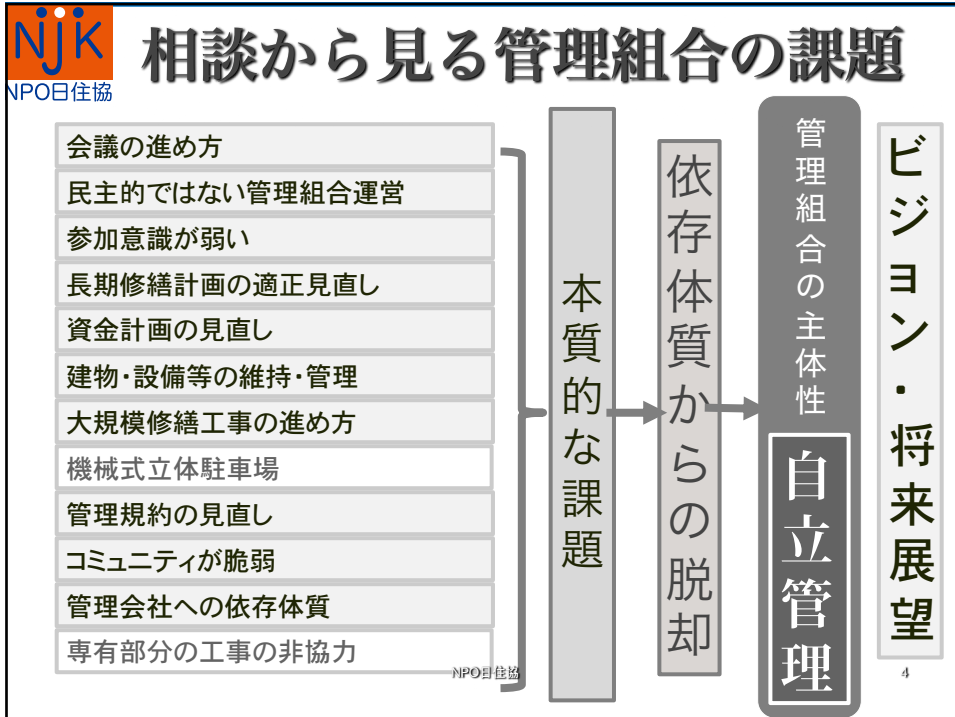 NJK
NPO日住協
相談から見る管理組合の課題
会議の進め方
民主的ではない管理組合運営
参加意識が弱い
長期修繕計画の適正見直し
資金計画の見直し
建物・設備等の維持・管理
大規模修繕工事の進め方
機械式立体駐車場
管理規約の見直し
コミュニティが脆弱
管理会社への依存体質
専有部分の工事の非協力
本質的な課題
依存体質からの脱却
管理組合の主体性
自立管理
ビジョン・将来展望
NPO日住協
4